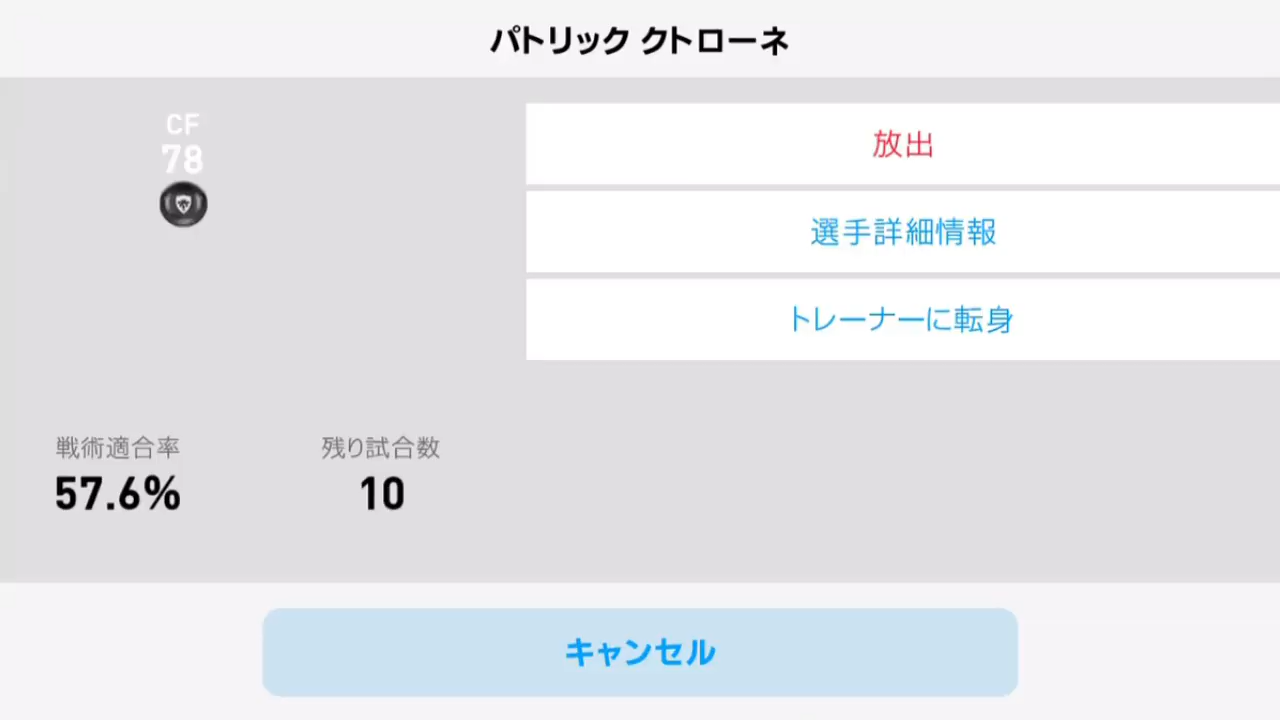 パトリック クトローネ
CF
78
放出
選手詳細情報
トレーナーに転身
戦術適合率
残り試合数
57.6%
10
キャンセル